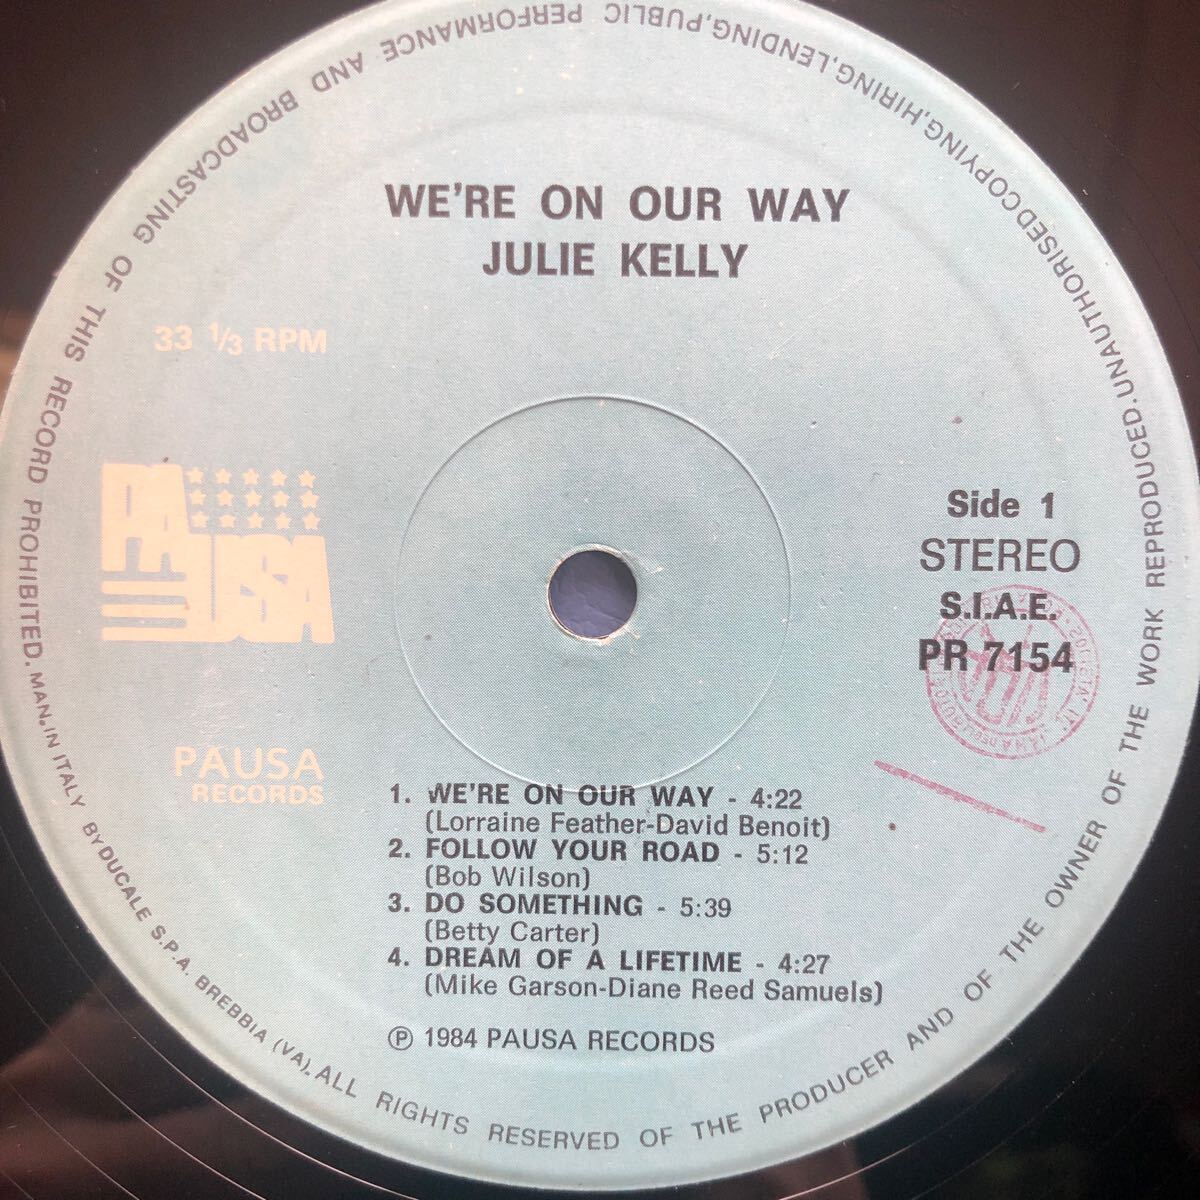 WE'RE ON OUR WAY
JULIE KELLY
33 1/3 RPM
PAUSA
PAUSA
RECORDS
Side 1
STEREO
S.I.A.E.
PR 7154
1. WE'RE ON OUR WAY - 4:22
(Lorraine Feather-David Benoit)
2. FOLLOW YOUR ROAD - 5:12
(Bob Wilson)
3. DO SOMETHING - 5:39
(Betty Carter)
4. DREAM OF A LIFETIME - 4:27
(Mike Garson-Diane Reed Samuels)
℗ 1984 PAUSA RECORDS
MAN.IN ITALY BY DUCALE S.P.A. BREBBIA (VA). ALL RIGHTS RESERVED OF THE PRODUCER AND OF THE OWNER OF THE WORK REPRODUCED.UNAUTHORISED COPYING,HIRING,LENDING,PUBLIC PERFORMANCE AND BROADCASTING OF THIS RECORD PROHIBITED.